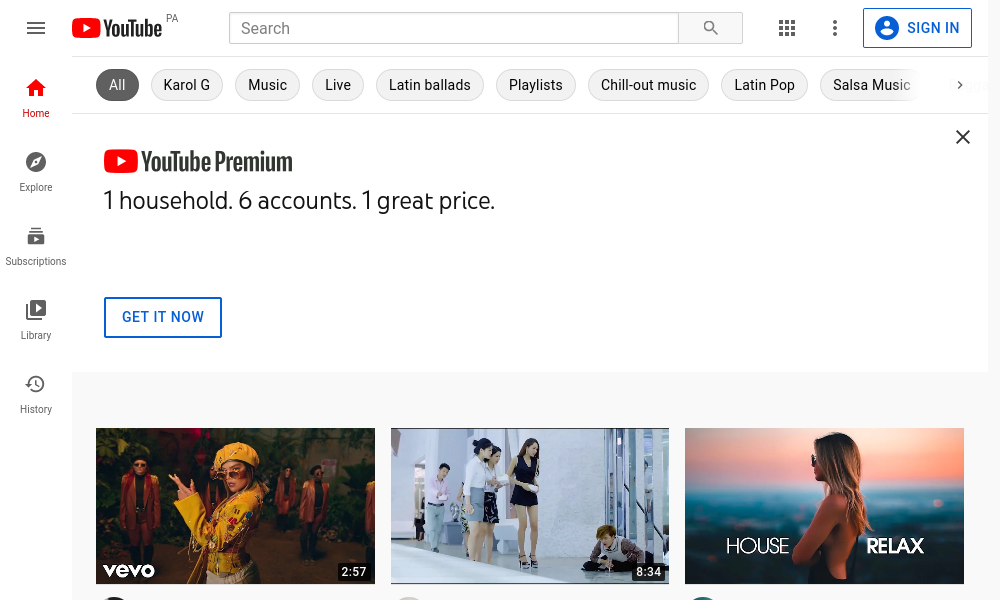 YouTube PA
Search
SIGN IN
All
Karol G
Music
Live
Latin ballads
Playlists
Chill-out music
Latin Pop
Salsa Music
Home
Explore
Subscriptions
Library
History
YouTube Premium
1 household. 6 accounts. 1 great price.
GET IT NOW
vevo
2:57
8:34
HOUSE RELAX